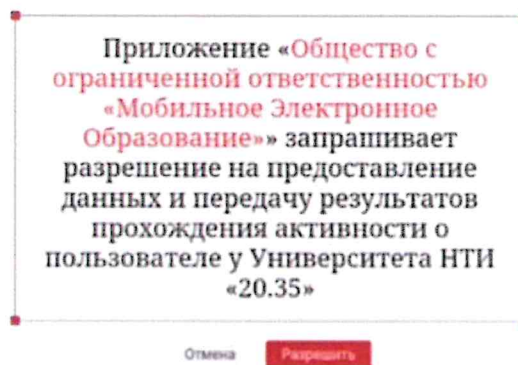 Приложение «Общество с
ограниченной ответственностью
«Мобильное Электронное
Образование»» запрашивает
разрешение на предоставление
данных и передачу результатов
прохождения активности о
пользователе у Университета НТИ
«20.35»
Отмена
Разрешить